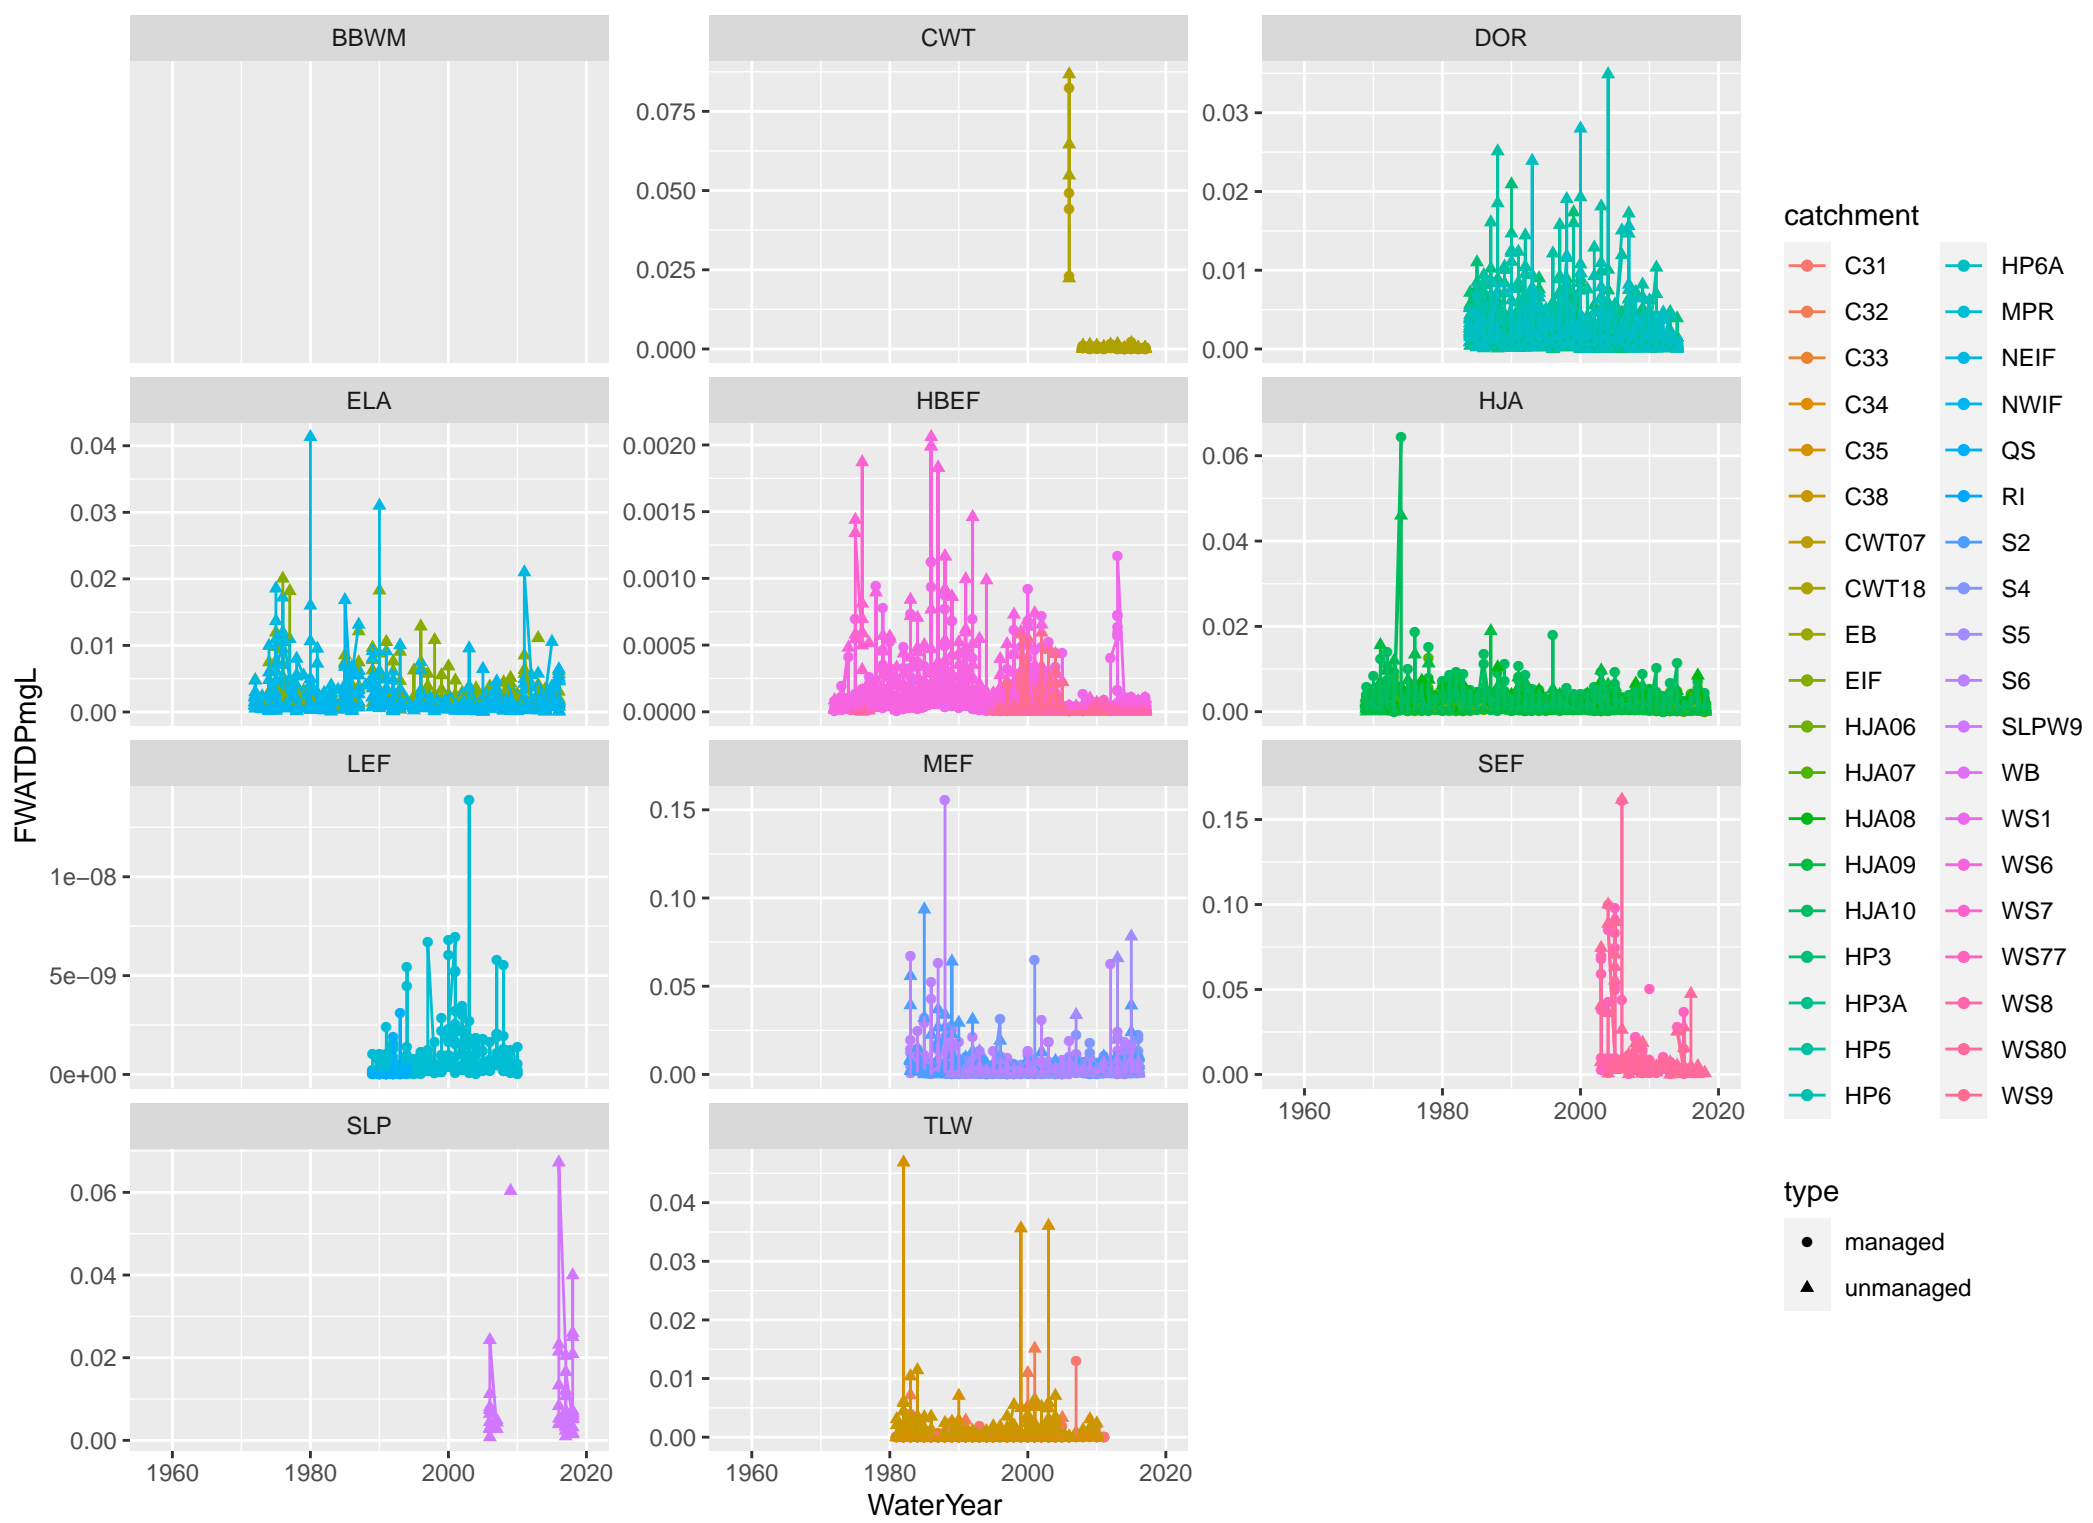 BBWM
CWT
DOR
0.075
0.050
0.025
0.000
0.03
0.02
0.01
0.00
ELA
HBEF
HJA
0.04
0.03
0.02
0.01
0.00
0.0020
0.0015
0.0010
0.0005
0.0000
0.06
0.04
0.02
0.00
LEF
MEF
SEF
1e−08
5e−09
0e+00
0.15
0.10
0.05
0.00
0.15
0.10
0.05
0.00
1960 1980 2000 2020
SLP
TLW
0.06
0.04
0.02
0.00
0.04
0.03
0.02
0.01
0.00
1960 1980 2000 2020
1960 1980 2000 2020
WaterYear
FWATDPmgL
catchment
C31
C32
C33
C34
C35
C38
CWT07
CWT18
EB
EIF
HJA06
HJA07
HJA08
HJA09
HJA10
HP3
HP3A
HP5
HP6
HP6A
MPR
NEIF
NWIF
QS
RI
S2
S4
S5
S6
SLPW9
WB
WS1
WS6
WS7
WS77
WS8
WS80
WS9
type
managed
unmanaged